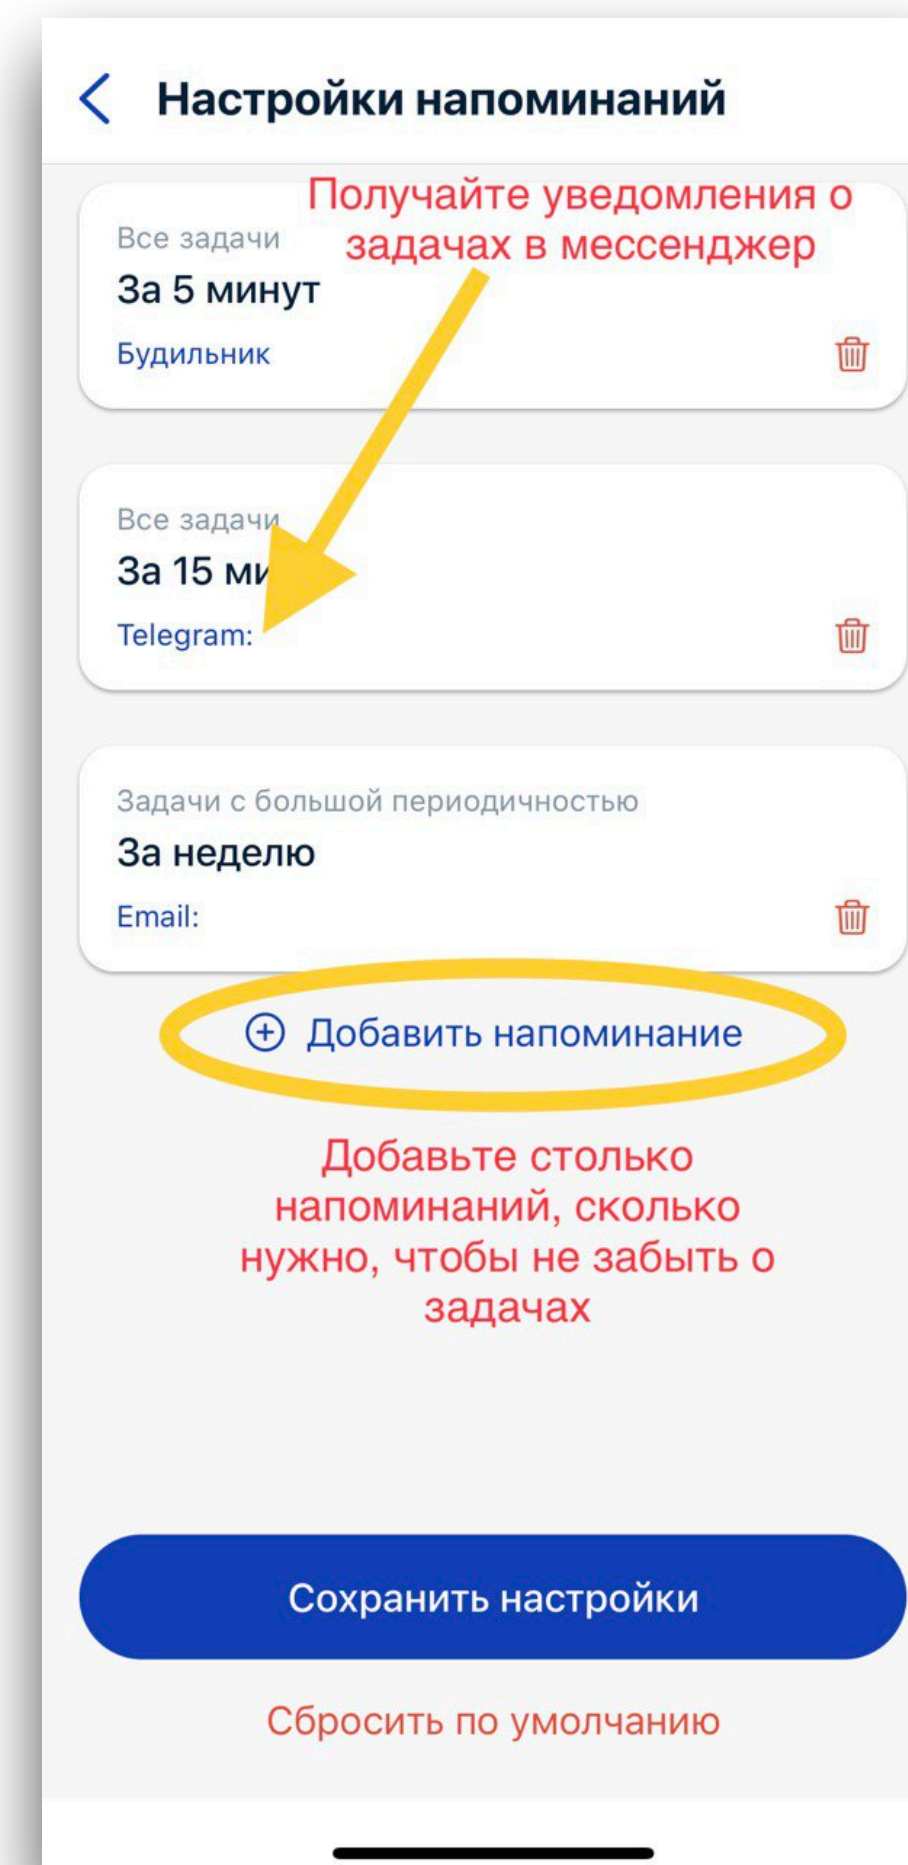 Настройки напоминаний
Получайте уведомления о
задачах в мессенджер
Все задачи
За 5 минут
Будильник
Все задачи
За 15 ми
Telegram:
Задачи с большой периодичностью
За неделю
Email:
Добавить напоминание
Добавьте столько
напоминаний, сколько
нужно, чтобы не забыть о
задачах
Сохранить настройки
Сбросить по умолчанию